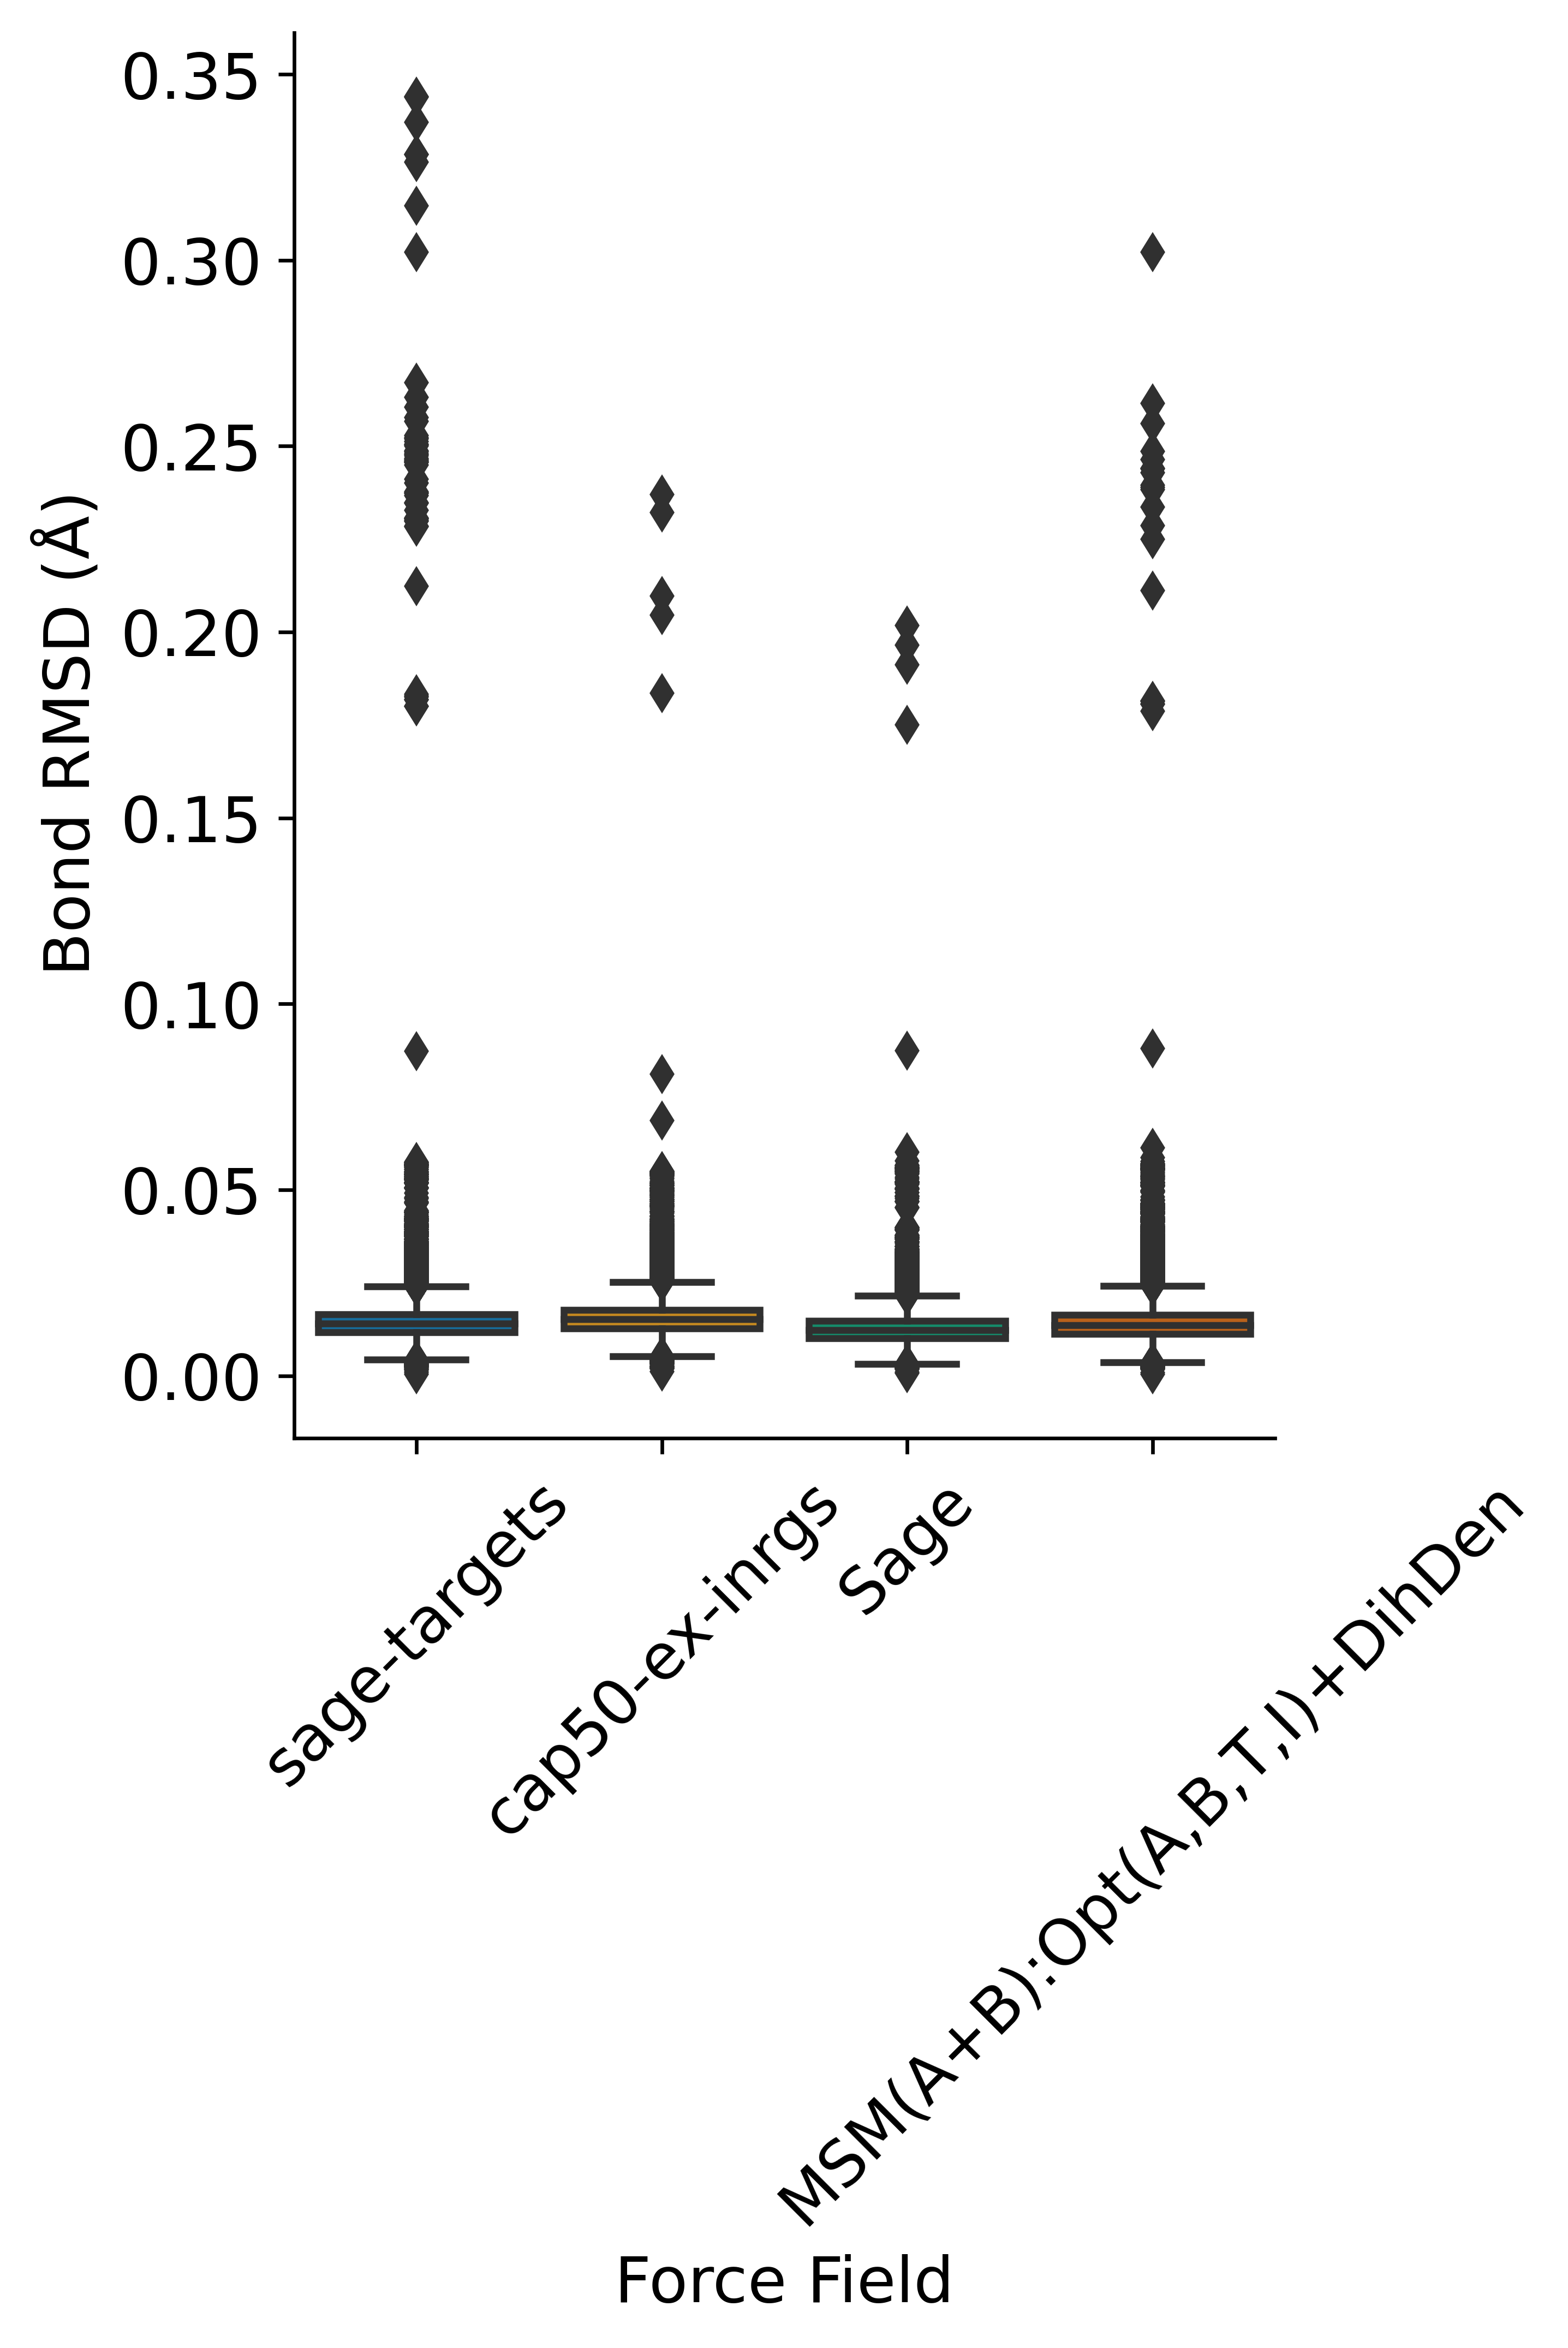 0.35
0.30
0.25
0.20
0.15
0.10
0.05
0.00
Bond RMSD (Å)
sage-targets
cap50-ex-inrgs
Sage
MSM(A+B):Opt(A,B,T,I)+DihDen
Force Field